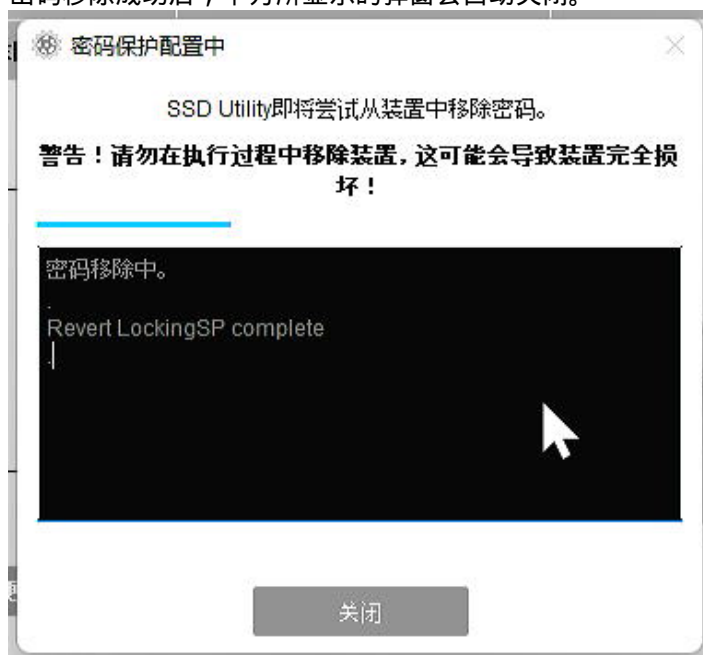 密码移除成功后，下方所显示的弹窗会自动关闭。
密码保护配置中
SSD Utility即将尝试从装置中移除密码。
警告！请勿在执行过程中移除装置，这可能会导致装置完全损
坏！
密码移除中。
.
Revert LockingSP complete
.
关闭